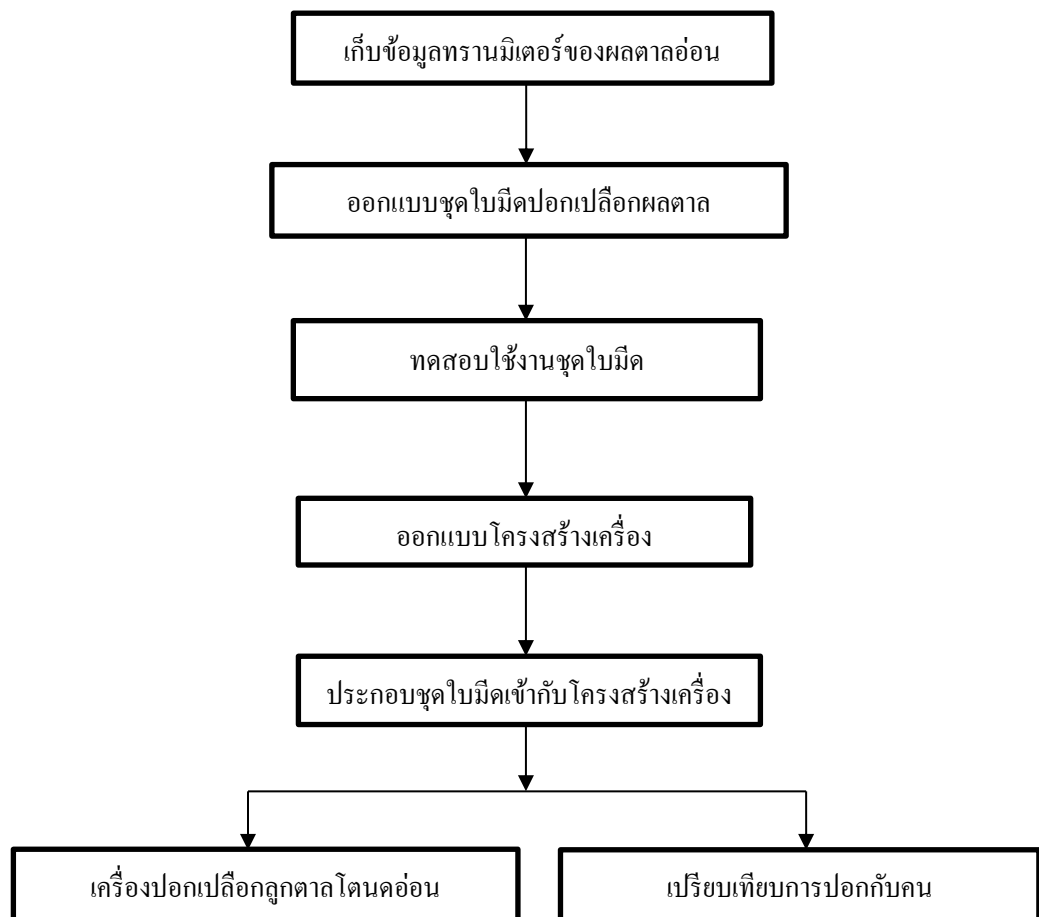 เก็บข้อมูลทรานมิเตอร์ของผลตาลอ่อน
ออกแบบชุดใบมีดปอกเปลือกผลตาล
ทดสอบใช้งานชุดใบมีด
ออกแบบโครงสร้างเครื่อง
ประกอบชุดใบมีดเข้ากับโครงสร้างเครื่อง
เครื่องปอกเปลือกลูกตาลโตนดอ่อน
เปรียบเทียบการปอกกับคน